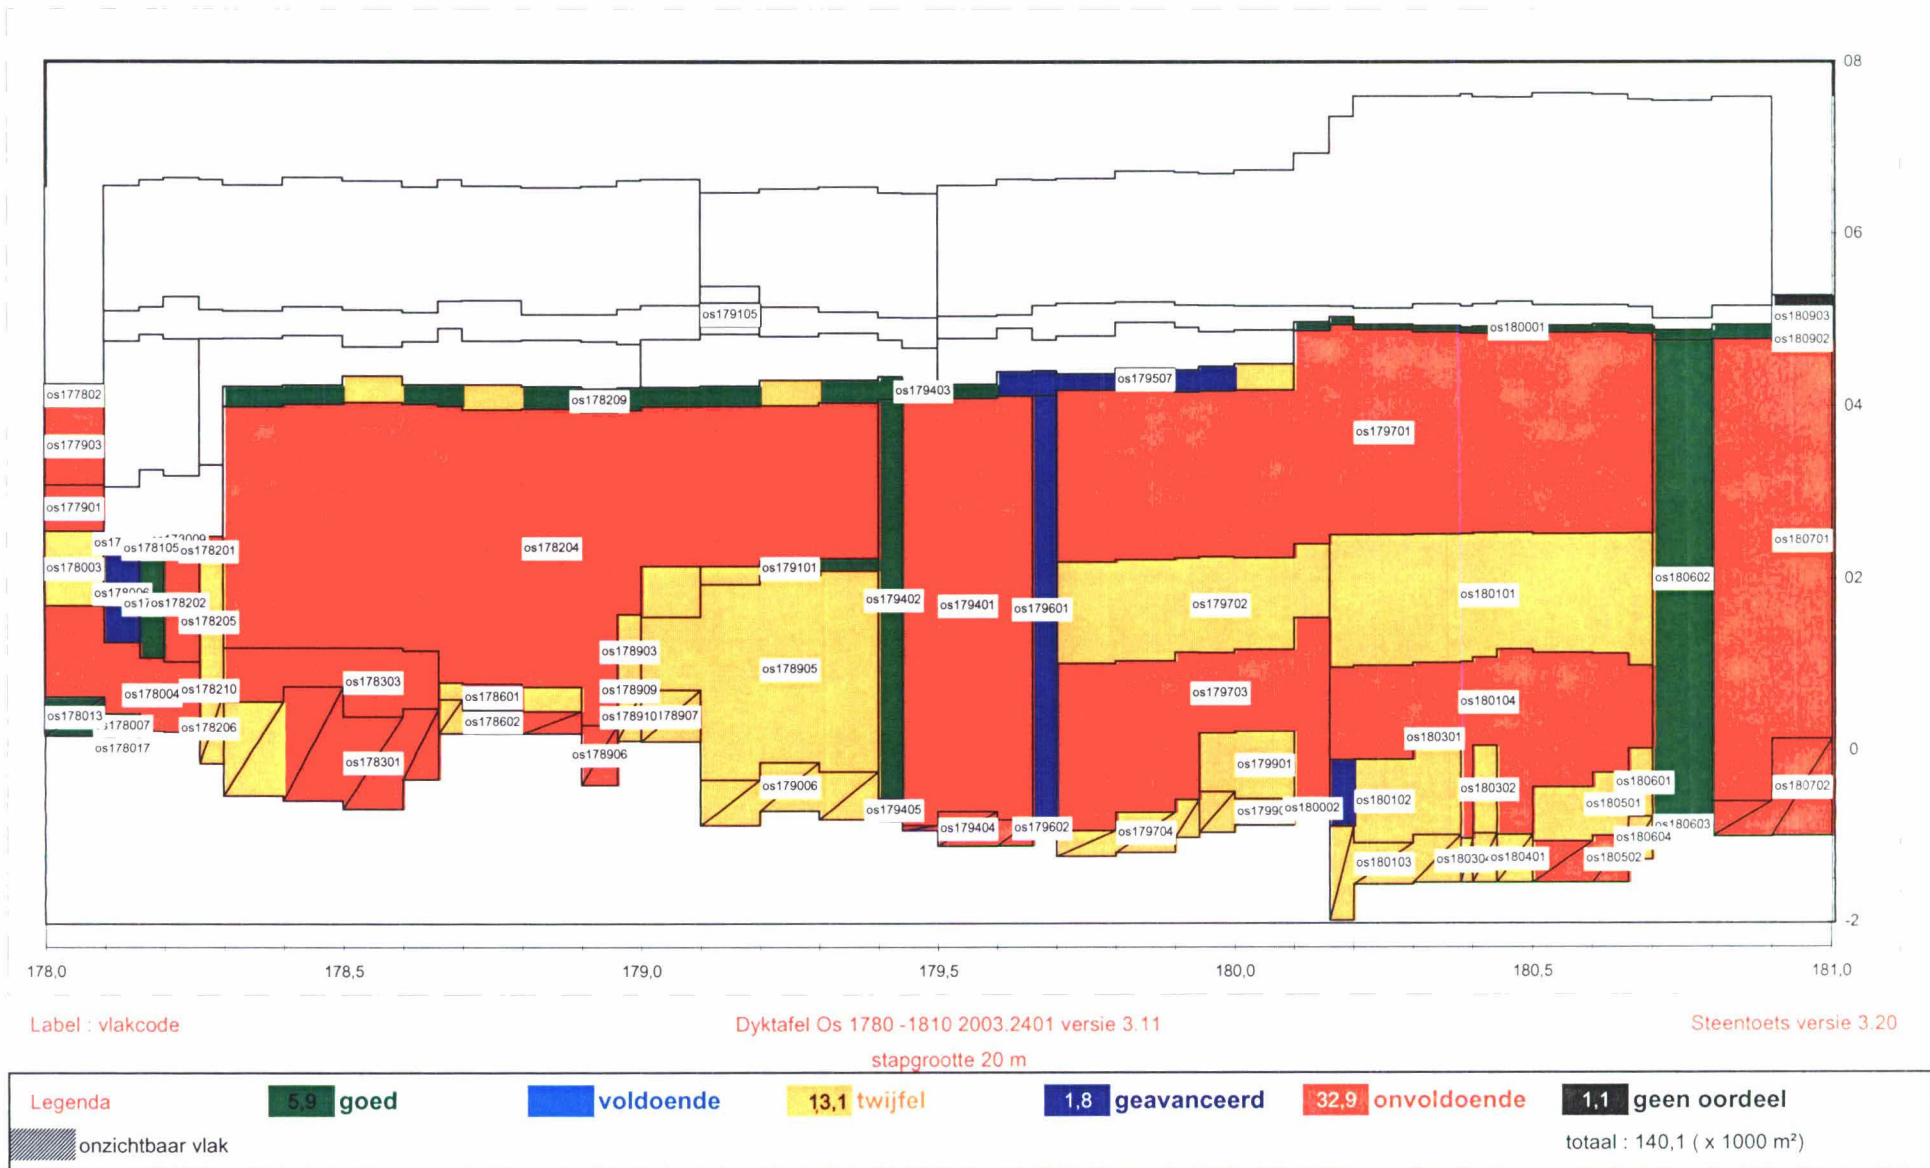 08
06
os180903
os179105
os180001
os180902
os179507
os177802
os179403
04
os178209
os177903
os179701
os177901
os180701
os178105
os178201
os178204
os178003
os179101
os180602
os180101
os178202
os179402
os179401
os179601
os179702
02
os178205
os178903
os178905
os178303
os178004
os178210
os178909
os179703
os178601
os180104
os178013
os178007
os178206
os178602
os178910
178907
os180301
os178017
os178906
0
os178301
os179901
os179006
os180302
os180601
os180702
os180102
os180501
os179405
os180002
os179404
os179602
os179704
os180603
os180604
os180103
os180401
os180502
-2
178,0
178,5
179,0
179,5
180,0
180,5
181,0
Label : vlakcode
Dyktafel Os 1780 -1810 2003.2401 versie 3.11
Steentoets versie 3.20
stapgrootte 20 m
Legenda
5,9 goed
voldoende
13,1 twijfel
1,8 geavanceerd
32,9 onvoldoende
1,1 geen oordeel
onzichtbaar vlak
totaal : 140,1 ( x 1000 m²)